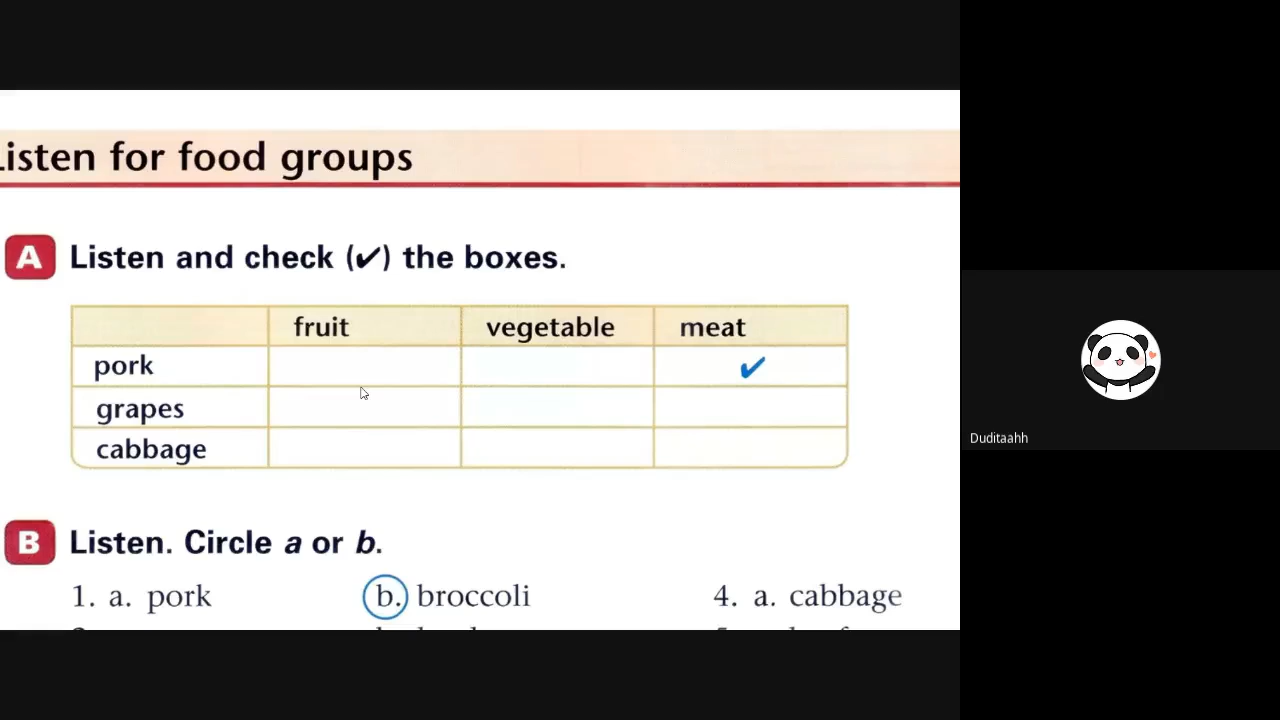 Listen for food groups
A Listen and check (✔) the boxes.
fruit vegetable meat
pork ✔
grapes
cabbage
B Listen. Circle a or b.
1. a. pork b. broccoli 4. a. cabbage
Duditaahh